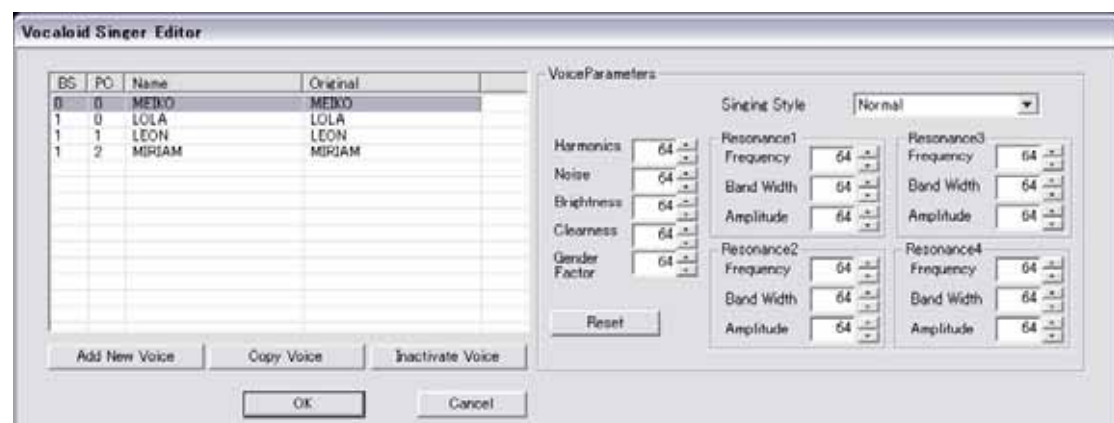 Vocaloid Singer Editor
BS PC Name Original
0 0 MEIKO MEIKO
1 0 LOLA LOLA
1 1 LEON LEON
1 2 MIRIAM MIRIAM
Add New Voice Copy Voice Inactivate Voice
OK Cancel
VoiceParameters
Singing Style Normal
Harmonics 64
Noise 64
Brightness 64
Clearness 64
Gender
Factor 64
Reset
Resonance1
Frequency 64
Band Width 64
Amplitude 64
Resonance2
Frequency 64
Band Width 64
Amplitude 64
Resonance3
Frequency 64
Band Width 64
Amplitude 64
Resonance4
Frequency 64
Band Width 64
Amplitude 64